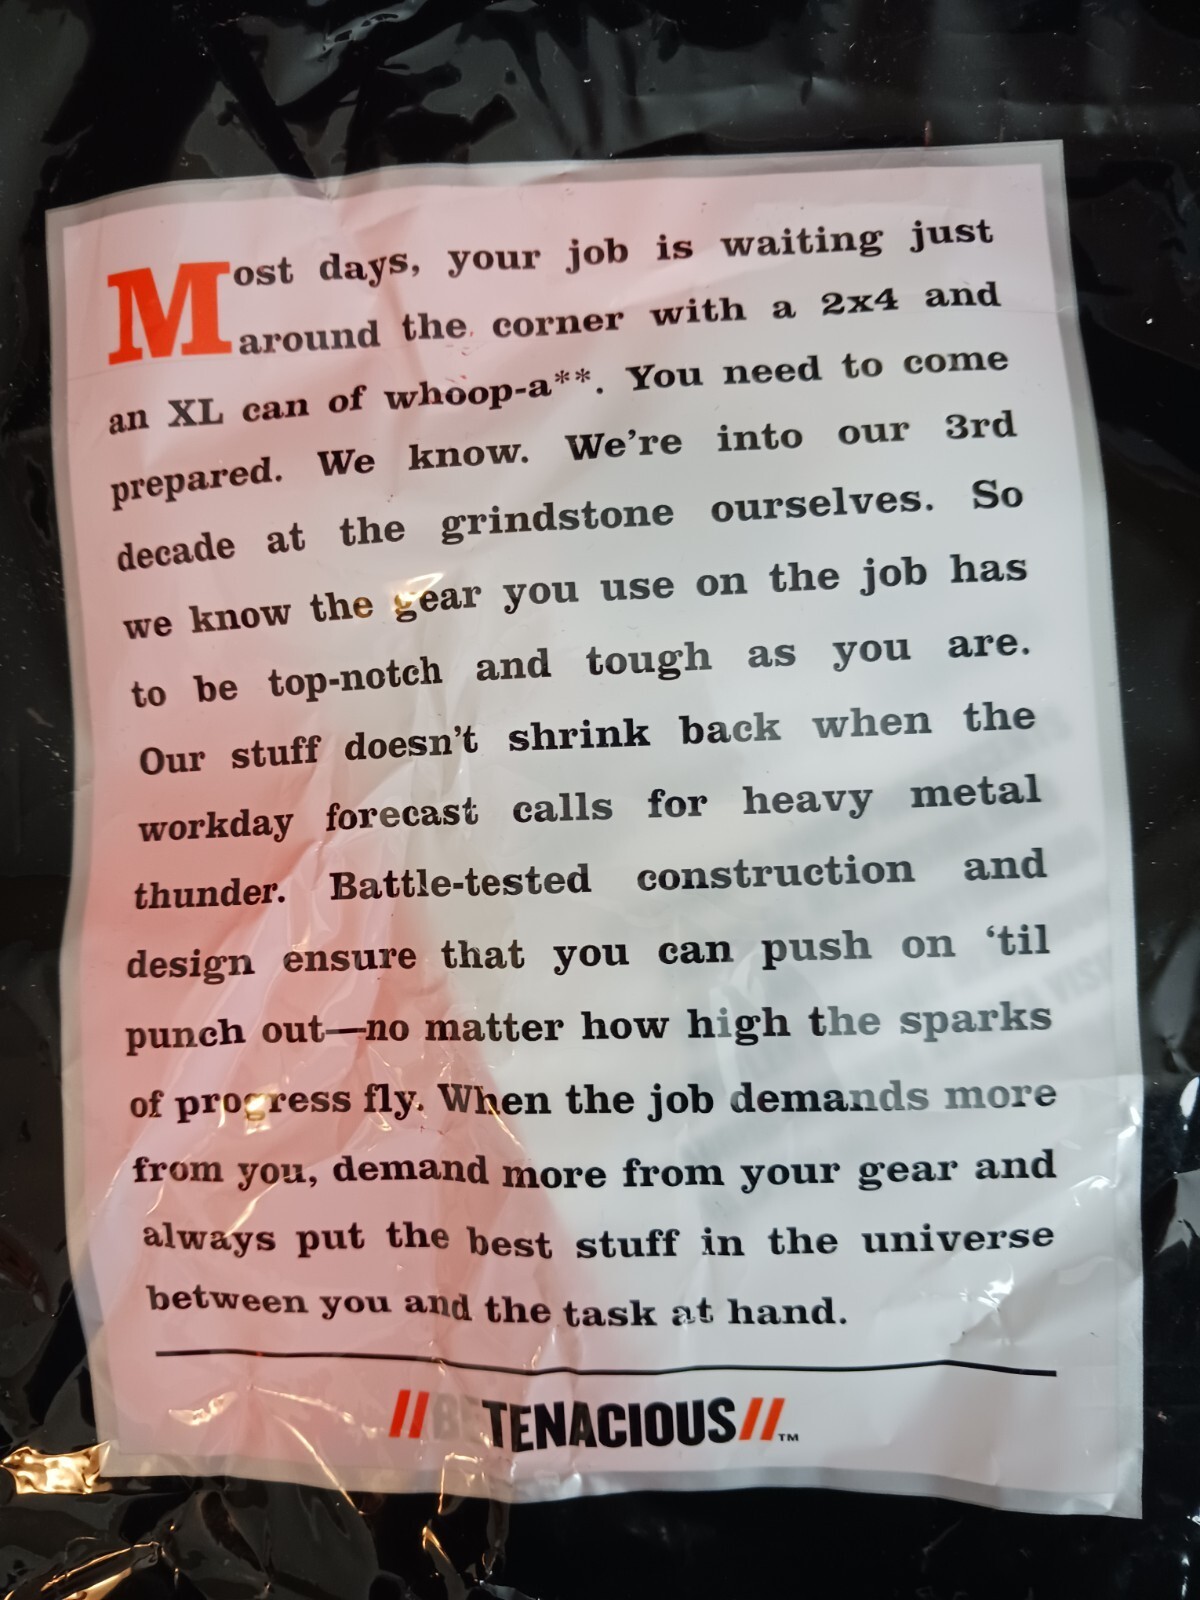 Most days, your job is waiting just
around the corner with a 2x4 and
an XL can of whoop-a**. You need to come
prepared. We know. We're into our 3rd
decade at the grindstone ourselves. So
we know the gear you use on the job has
to be top-notch and tough as you are.
Our stuff doesn't shrink back when the
workday forecast calls for heavy metal
thunder. Battle-tested construction and
design ensure that you can push on ‘til
punch out—no matter how high the sparks
of progress fly. When the job demands more
from you, demand more from your gear and
always put the best stuff in the universe
between you and the task at hand.
//BETENACIOUS//™